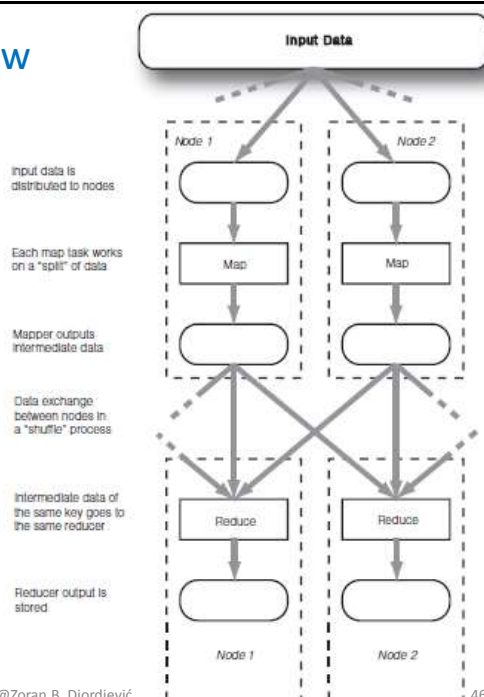 w
Input Data
Node 1
Node 2
Input data is
distributed to nodes
Each map task works
on a "split" of data
Map
Map
Mapper outputs
intermediate data
Data exchange
between nodes in
a "shuffle" process
Intermediate data of
the same key goes to
the same reducer
Reduce
Reduce
Reducer output is
stored
Node 1
Node 2
@Zoran B. Djordjević
46